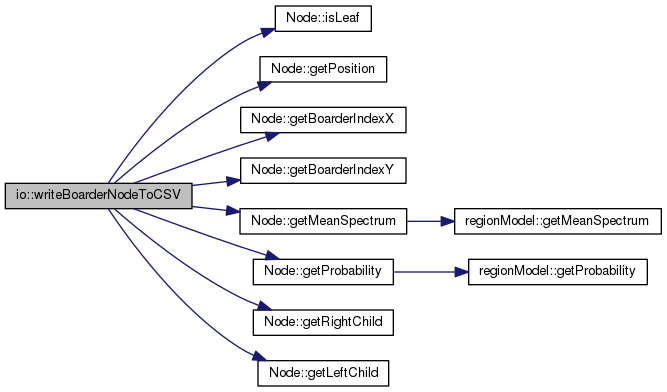 Node::isLeaf
Node::getPosition
Node::getBoarderIndexX
Node::getBoarderIndexY
io::writeBoarderNodeToCSV
Node::getMeanSpectrum
regionModel::getMeanSpectrum
Node::getProbability
regionModel::getProbability
Node::getRightChild
Node::getLeftChild